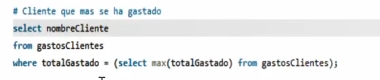 # Cliente que mas se ha gastado
select nombreCliente
from gastosClientes
where totalGastado = (select max(totalGastado) from gastosClientes);